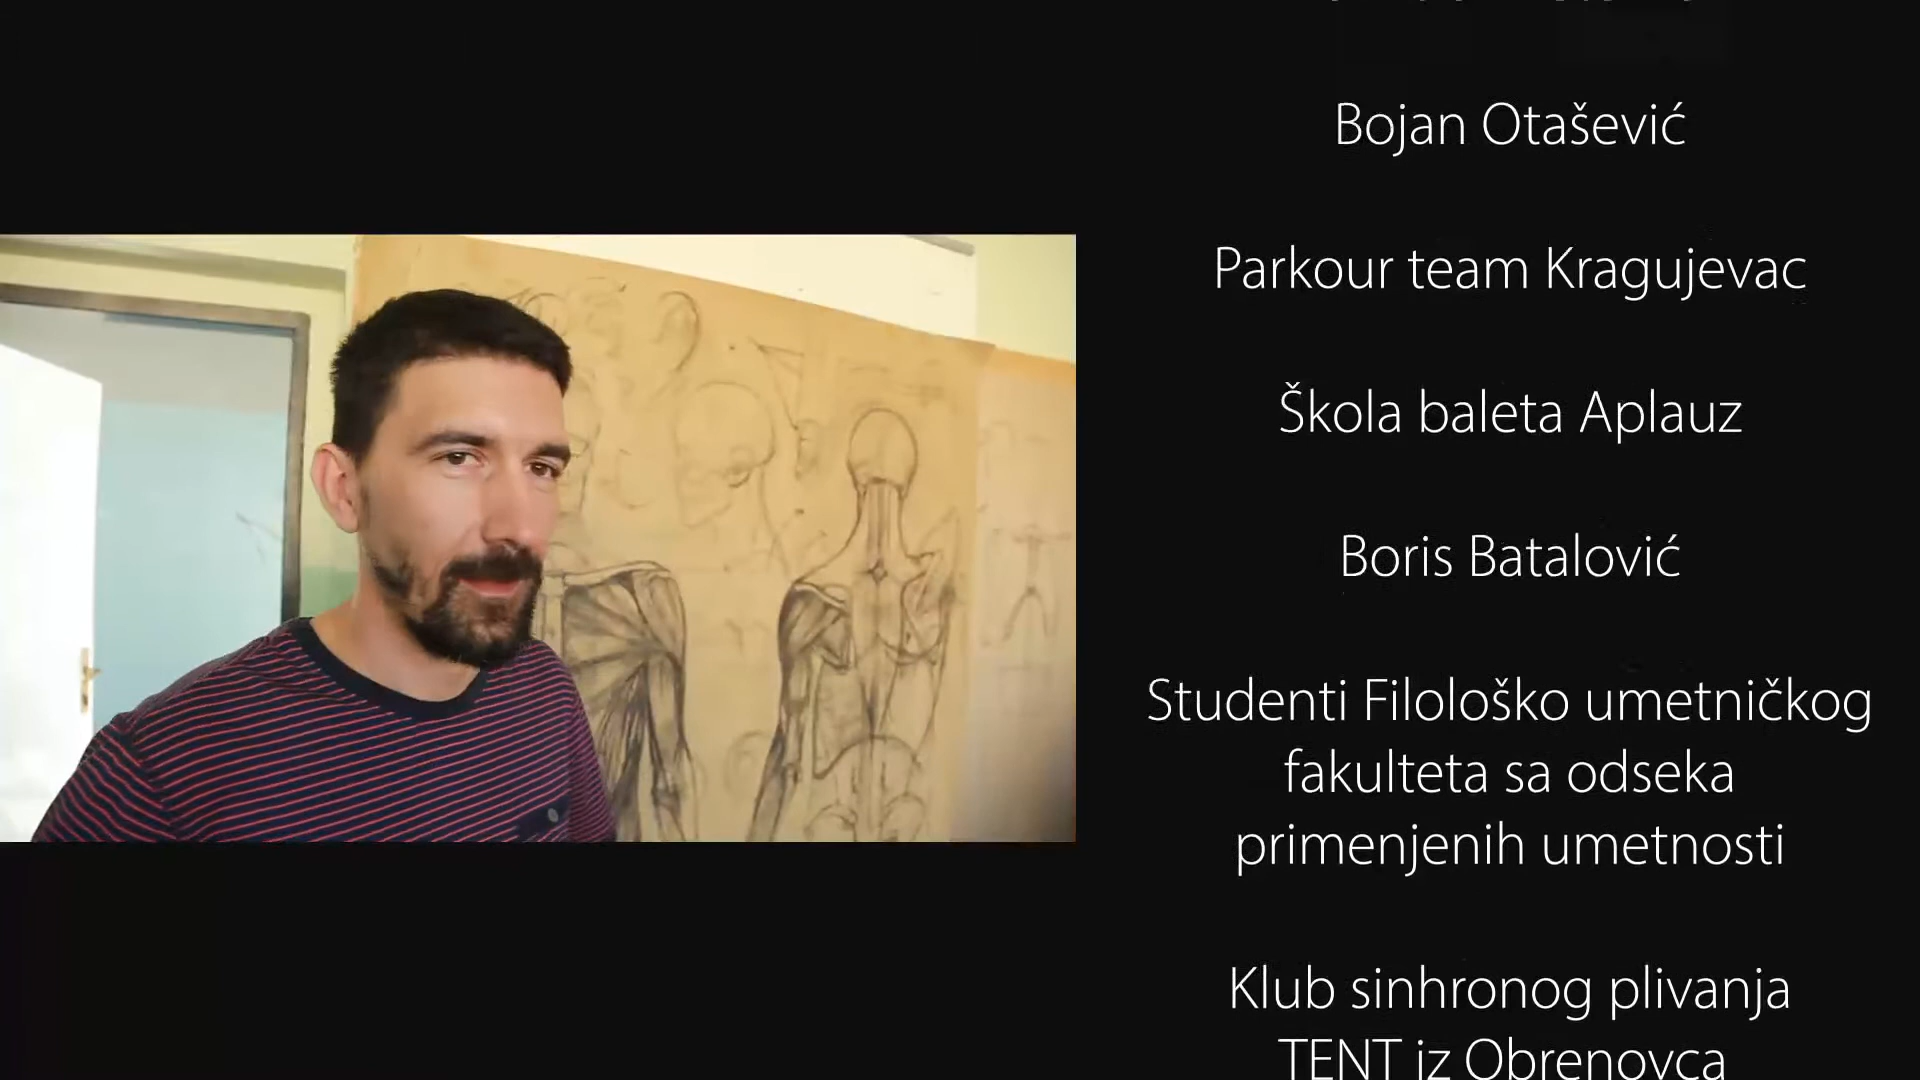 Bojan Otašević
Parkour team Kragujevac
Škola baleta Aplauz
Boris Batalović
Studenti Filološko umetničkog
fakulteta sa odseka
primenjenih umetnosti
Klub sinhronog plivanja
TENT iz Obrenovca